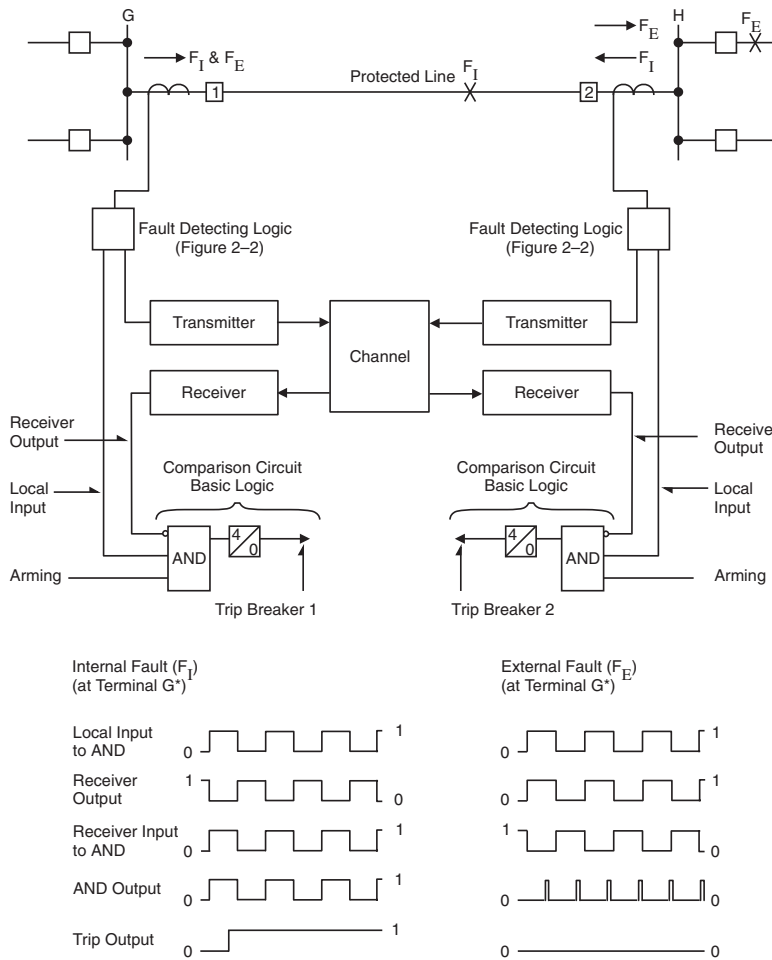 G
H
F_E
F_I & F_E
F_E
F_I
Protected Line
F_I
1
2
Fault Detecting Logic
(Figure 2–2)
Fault Detecting Logic
(Figure 2–2)
Transmitter
Transmitter
Channel
Receiver
Receiver
Receiver
Output
Receive
Output
Local
Input
Local
Input
Comparison Circuit
Basic Logic
Comparison Circuit
Basic Logic
AND
4
0
4
0
AND
Arming
Arming
Trip Breaker 1
Trip Breaker 2
Internal Fault (F_I)
(at Terminal G*)
External Fault (F_E)
(at Terminal G*)
Local Input
to AND
0
1
0
1
Receiver
Output
1
0
0
1
Receiver Input
to AND
0
1
1
0
AND Output
0
1
0
0
Trip Output
0
1
0
0